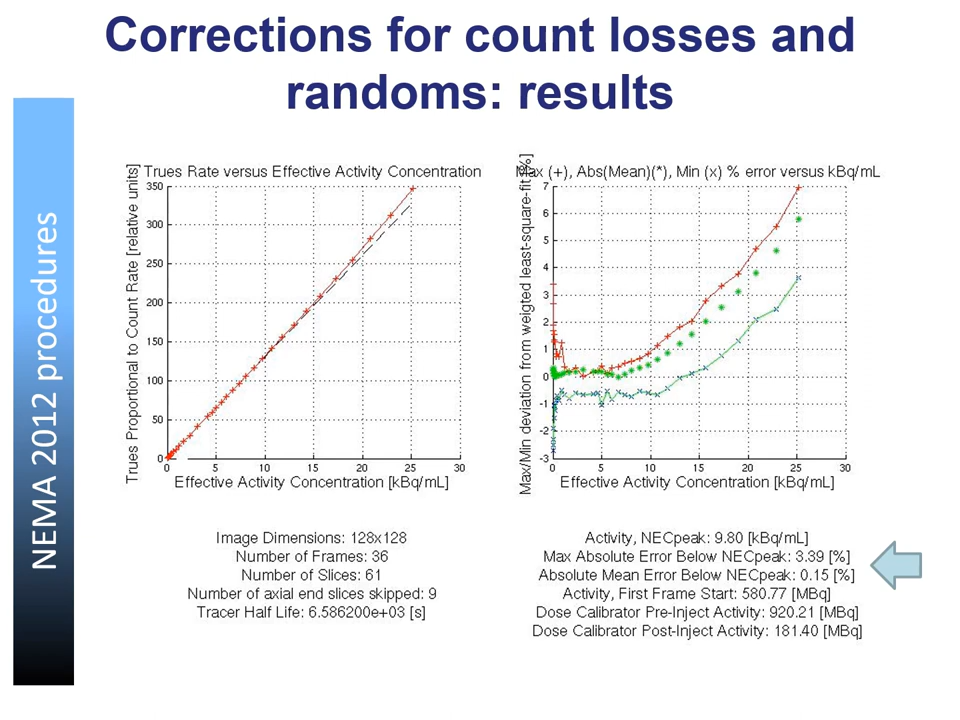 Corrections for count losses and
randoms: results
NEMA 2012 procedures
Trues Rate versus Effective Activity Concentration
Trues Proportional to Count Rate [relative units]
350
300
250
200
150
100
50
0
0
5
10
15
20
25
30
Effective Activity Concentration [kBq/mL]
Image Dimensions: 128x128
Number of Frames: 36
Number of Slices: 61
Number of axial end slices skipped: 9
Tracer Half Life: 6.586200e+03 [s]
Max (+), Abs(Mean)(*), Min (x) % error versus kBq/mL
Max/Min deviation from weigted least-square-fit [%]
7
6
5
4
3
2
1
0
-1
-2
-3
0
5
10
15
20
25
30
Effective Activity Concentration [kBq/mL]
Activity, NECpeak: 9.80 [kBq/mL]
Max Absolute Error Below NECpeak: 3.39 [%]
Absolute Mean Error Below NECpeak: 0.15 [%]
Activity, First Frame Start: 580.77 [MBq]
Dose Calibrator Pre-Inject Activity: 920.21 [MBq]
Dose Calibrator Post-Inject Activity: 181.40 [MBq]